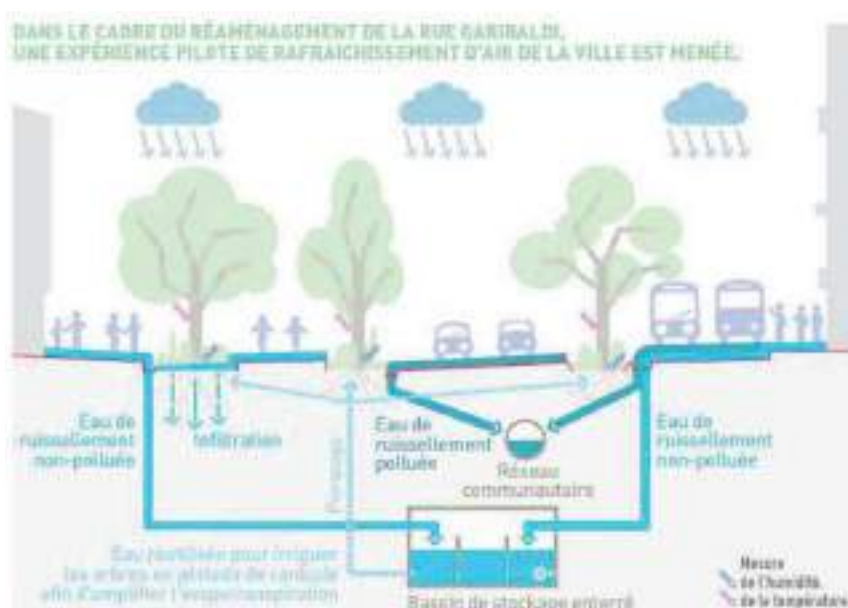 DANS LE CADRE DU RÉAMÉNAGEMENT DE LA RUE GARIBALDI,
UNE EXPÉRIENCE PILOTE DE RAFRAICHISSEMENT D'AIR DE LA VILLE EST MENÉE.
Eau de
ruissellement
non-polluée
Infiltration
Eau de
ruissellement
polluée
Réseau
communautaire
Eau de
ruissellement
non-polluée
Eau réutilisée pour irriguer
les arbres en période de canicule
afin d'amplifier l'évapotranspiration
Bassin de stockage enterré
Mesure
de l'humidité
de la température